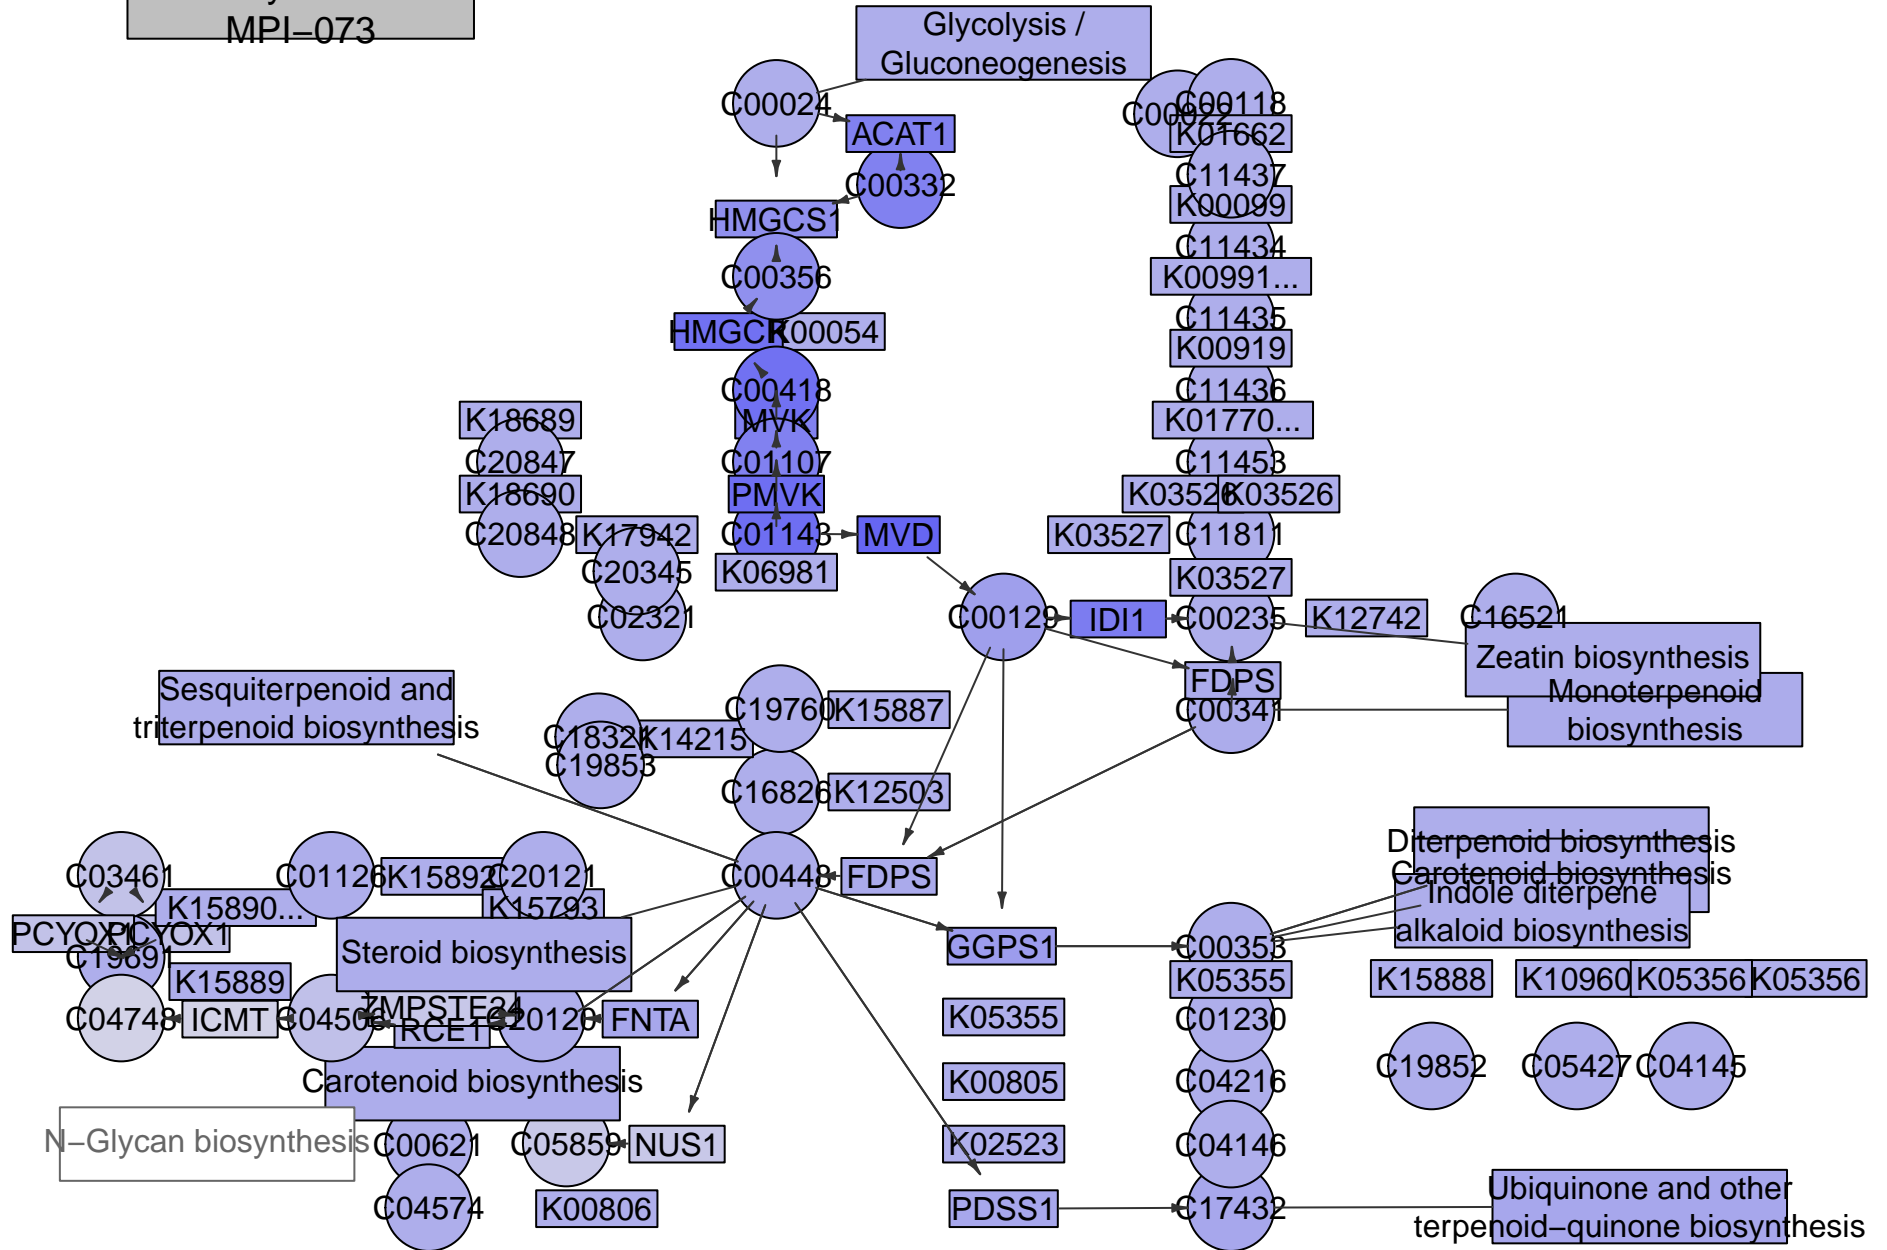 MPI−073
Glycolysis /
Gluconeogenesis
C00024
C00118
C00022
ACAT1
K01662
C11437
C00332
K00099
HMGCS1
C11434
C00356
K00991...
C11435
HMGCR
K00054
K00919
C00418
C11436
K18689
MVK
K01770...
C20847
C01107
C11453
K18690
PMVK
K03526
K03526
C20848
K17942
C01143
MVD
K03527
C11811
C20345
K06981
K03527
C02321
C00129
IDI1
C00235
K12742
C16521
Zeatin biosynthesis
FDPS
Sesquiterpenoid and
triterpenoid biosynthesis
Monoterpenoid
biosynthesis
C19760
K15887
C00341
C18321
K14215
C19853
C16826
K12503
Diterpenoid biosynthesis
Carotenoid biosynthesis
Indole diterpene
alkaloid biosynthesis
C03461
C01126
K15892
C20121
C00448
FDPS
K15890...
K15793
PCYOX1
PCYOX1
C19691
Steroid biosynthesis
GGPS1
C00353
K15889
K05355
K15888
K10960
K05356
K05356
C04748
ICMT
C04506
ZMPSTE24
RCE1
C20120
FNTA
K05355
C01230
Carotenoid biosynthesis
K00805
C04216
C19852
C05427
C04145
N−Glycan biosynthesis
C00621
C05859
NUS1
K02523
C04146
C04574
K00806
PDSS1
C17432
Ubiquinone and other
terpenoid−quinone biosynthesis